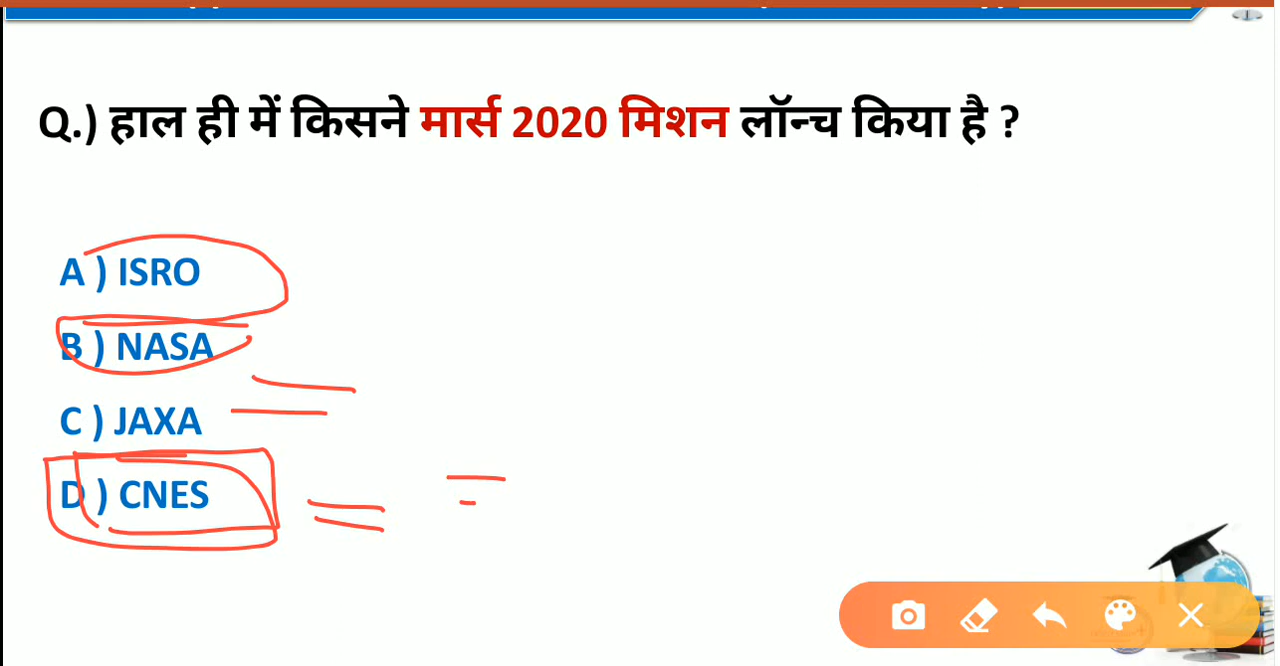 Q.) हाल ही में किसने मार्स 2020 मिशन लॉन्च किया है ?
A ) ISRO
B ) NASA
C ) JAXA
D ) CNES